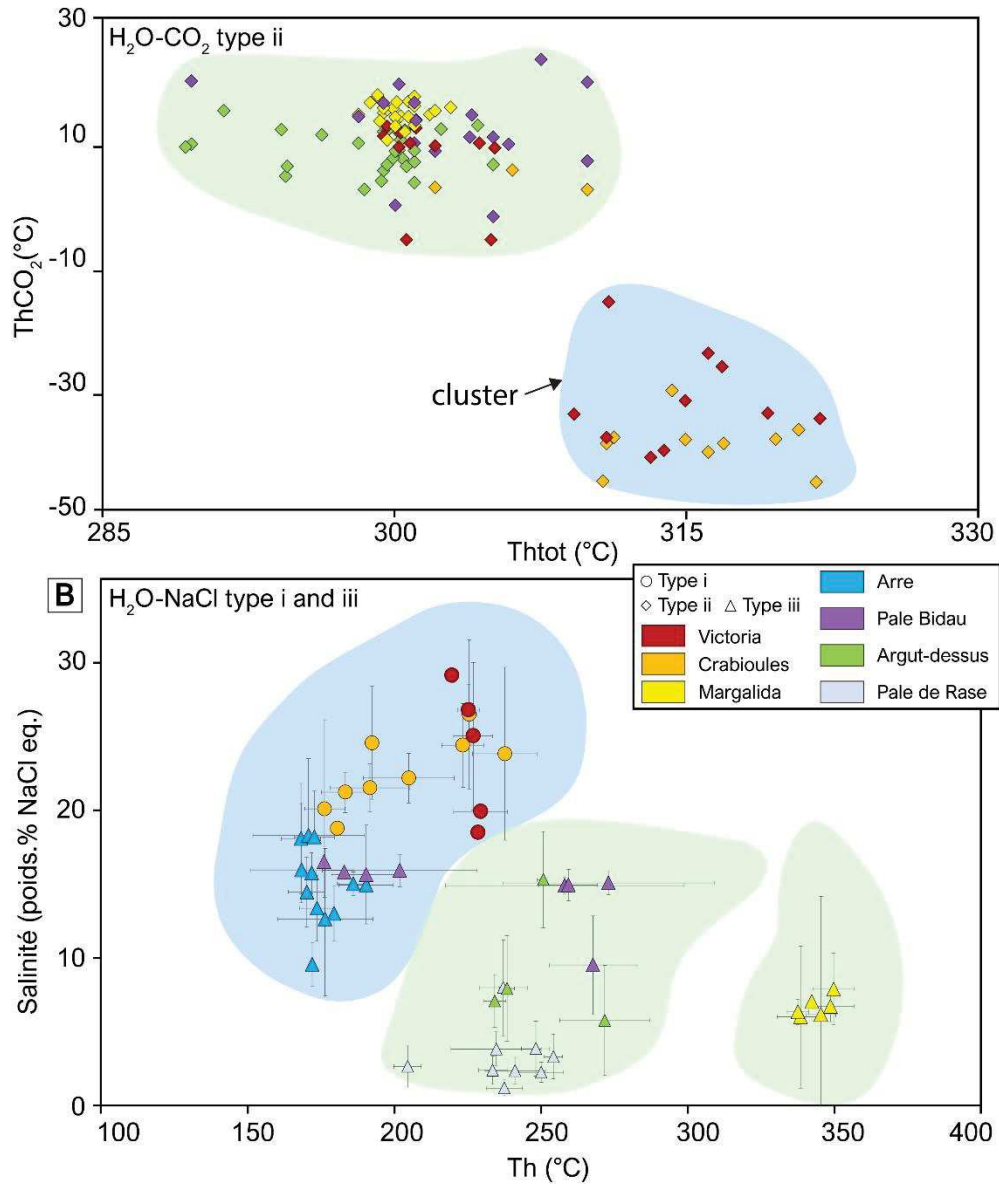 H₂O-CO₂ type ii
30
10
-10
-30
-50
ThCO₂(°C)
cluster
285
300
315
330
Thtot (°C)
B
H₂O-NaCl type i and iii
○ Type i
◇ Type ii △ Type iii
Victoria
Crabioules
Margalida
Arre
Pale Bidau
Argut-dessus
Pale de Rase
30
20
10
0
Salinité (poids.% NaCl eq.)
100
150
200
250
300
350
400
Th (°C)